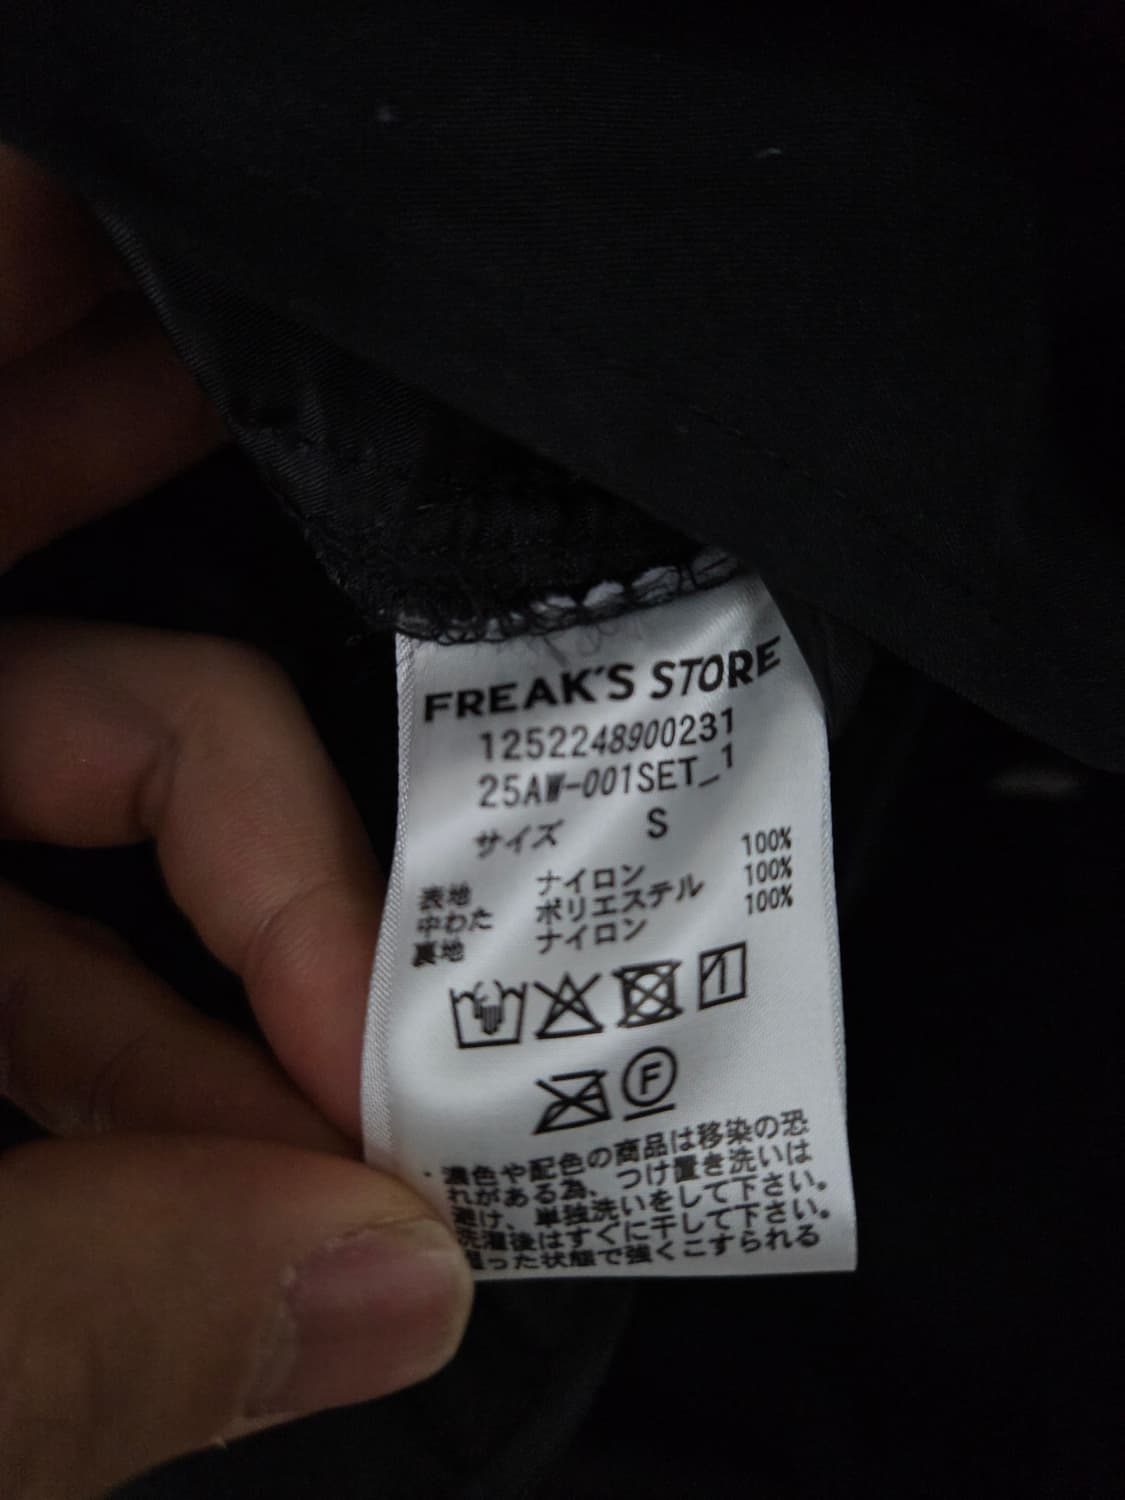 FREAK'S STORE
1252248900231
25AW-001SET_1
サイズ S
表地 ナイロン 100%
中わた ポリエステル 100%
裏地 ナイロン 100%
F
・濃色や配色の商品は移染の恐
れがある為、つけ置き洗いは
避け、単独洗いをして下さい。
洗濯後はすぐに干して下さい。
湿った状態で強くこすられる